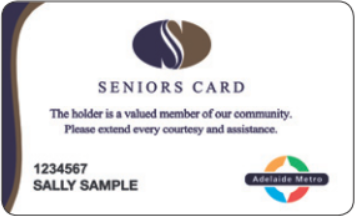 SENIORS CARD
The holder is a valued member of our community.
Please extend every courtesy and assistance.
1234567
SALLY SAMPLE
Adelaide Metro